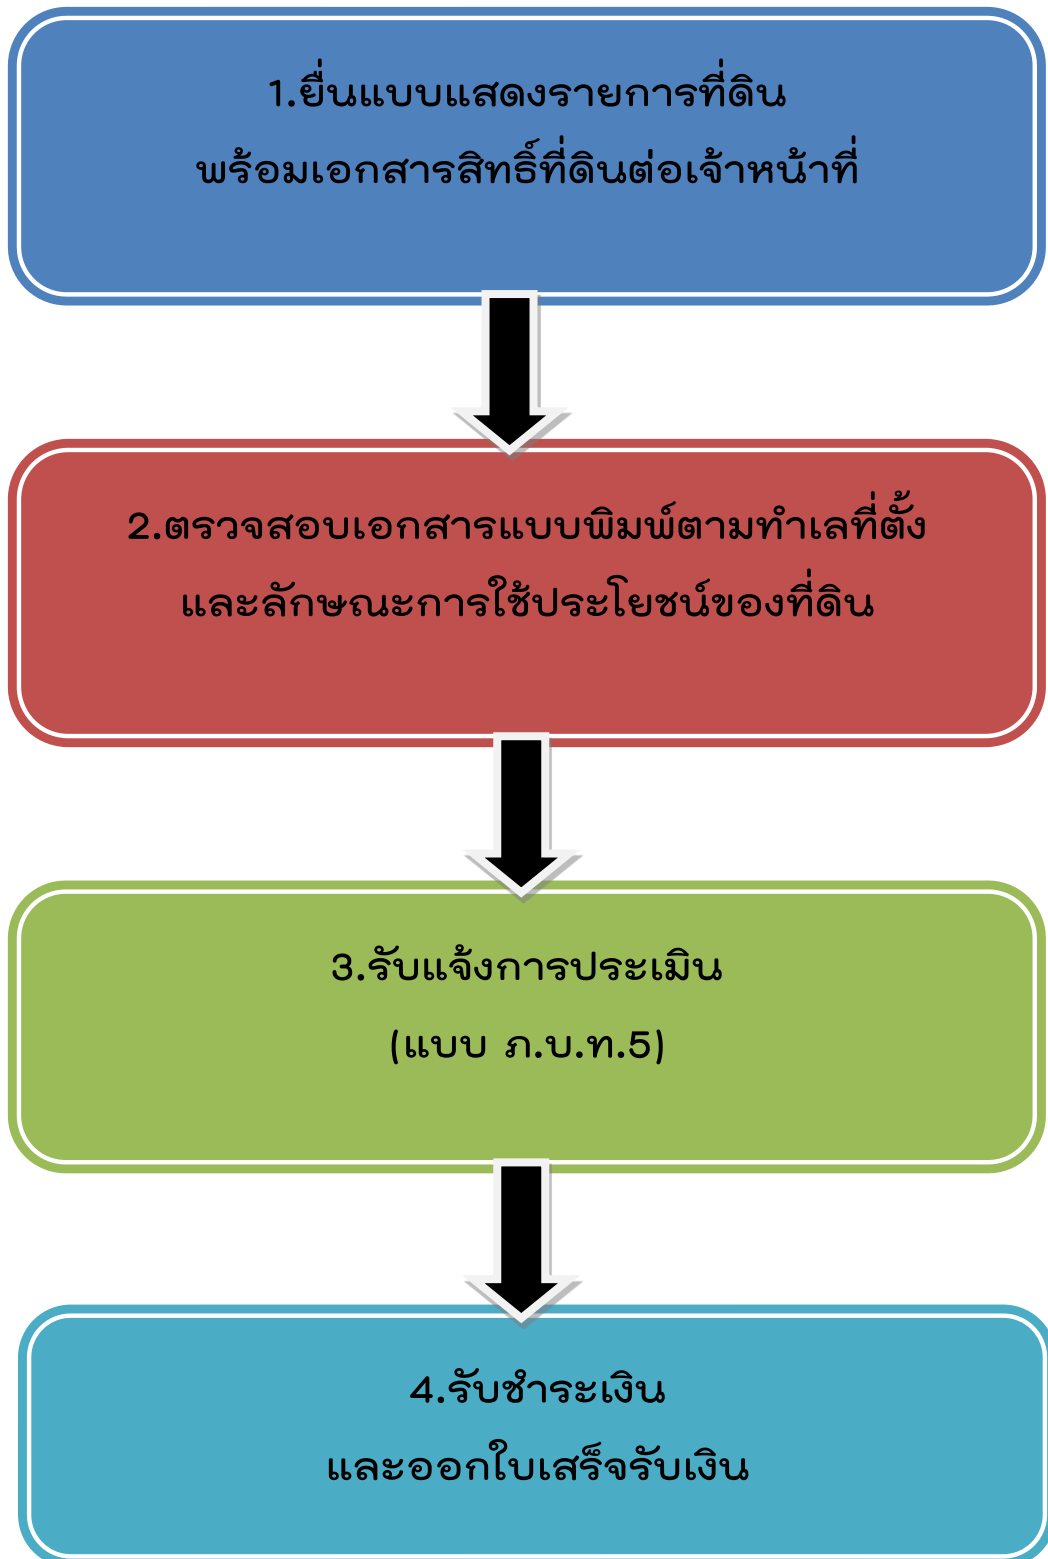 1.ยื่นแบบแสดงรายการที่ดิน
พร้อมเอกสารสิทธิ์ที่ดินต่อเจ้าหน้าที่
2.ตรวจสอบเอกสารแบบพิมพ์ตามทำเลที่ตั้ง
และลักษณะการใช้ประโยชน์ของที่ดิน
3.รับแจ้งการประเมิน
(แบบ ภ.บ.ท.5)
4.รับชำระเงิน
และออกใบเสร็จรับเงิน